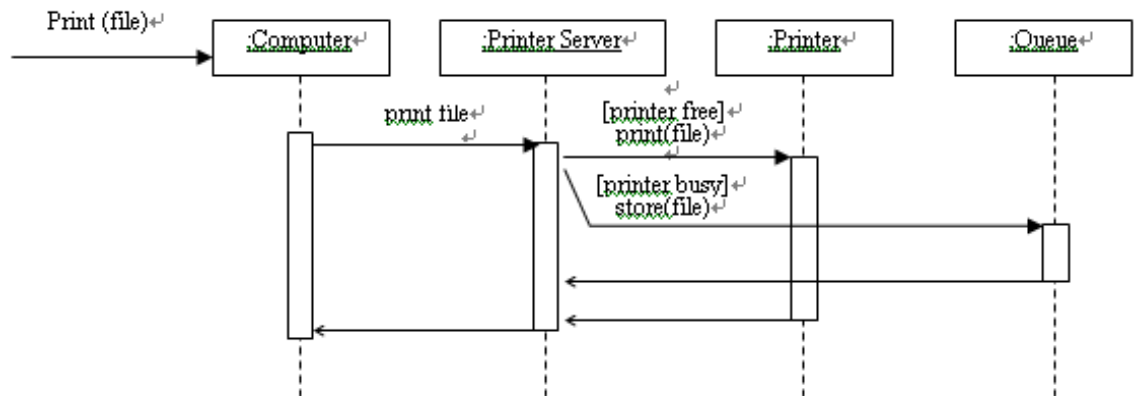 Print (file)
:Computer
:Printer Server
:Printer
:Queue
print file
[printer free]
print(file)
[printer busy]
store(file)